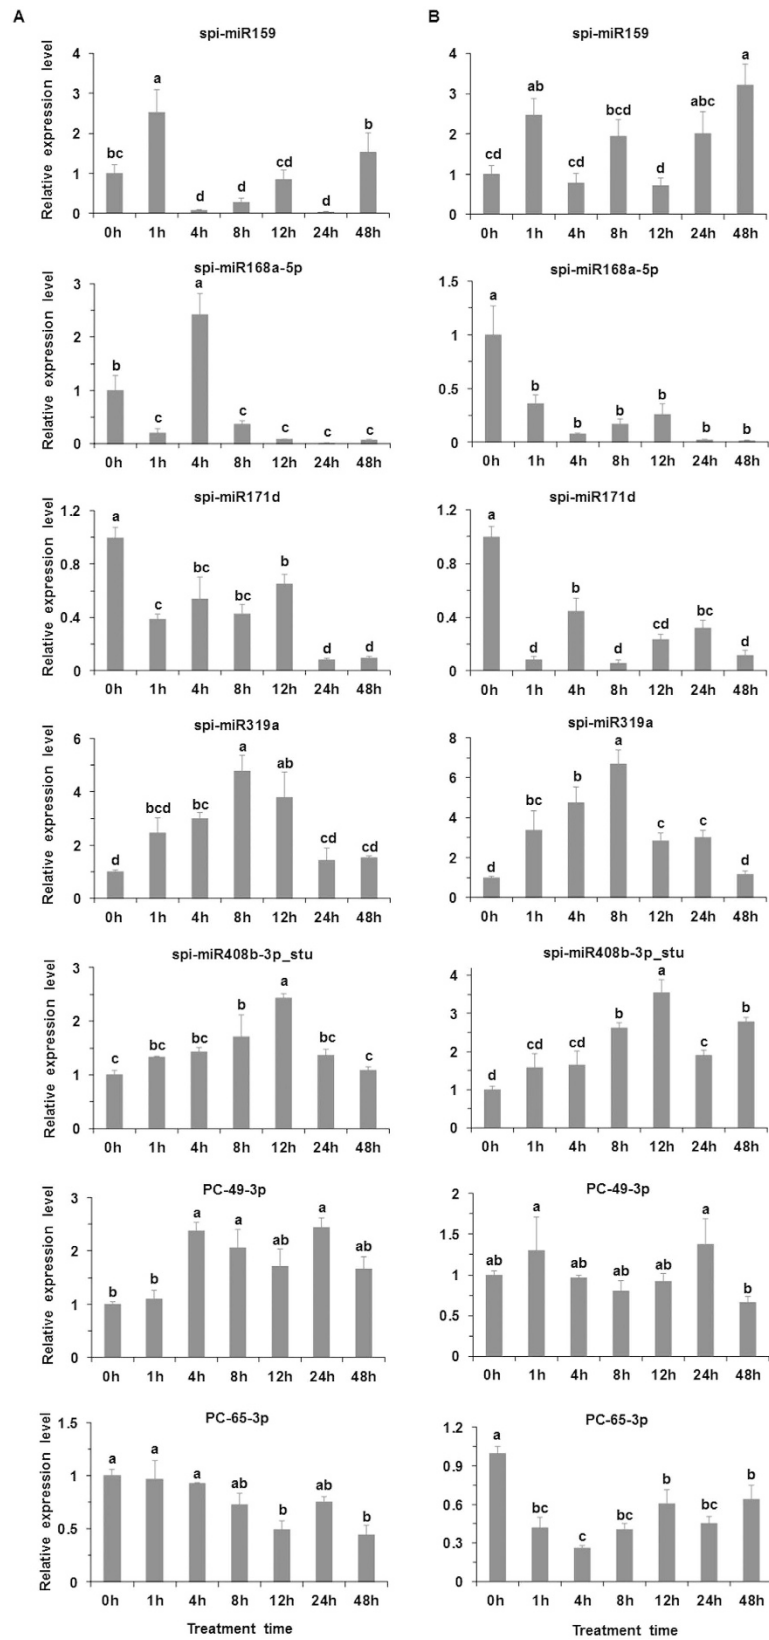 A
B
spi-miR159
Relative expression level
4
3
2
1
0
bc
a
d
d
cd
d
b
0h 1h 4h 8h 12h 24h 48h
spi-miR159
4
3
2
1
0
cd
ab
cd
bcd
d
abc
a
0h 1h 4h 8h 12h 24h 48h
spi-miR168a-5p
Relative expression level
3
2
1
0
b
c
a
c
c
c
c
0h 1h 4h 8h 12h 24h 48h
spi-miR168a-5p
1.5
1
0.5
0
a
b
b
b
b
b
b
0h 1h 4h 8h 12h 24h 48h
spi-miR171d
Relative expression level
1.2
0.8
0.4
0
a
c
bc
bc
b
d
d
0h 1h 4h 8h 12h 24h 48h
spi-miR171d
1.2
0.8
0.4
0
a
d
b
d
cd
bc
d
0h 1h 4h 8h 12h 24h 48h
spi-miR319a
Relative expression level
6
4
2
0
d
bcd
bc
a
ab
cd
cd
0h 1h 4h 8h 12h 24h 48h
spi-miR319a
8
6
4
2
0
d
bc
b
a
c
c
d
0h 1h 4h 8h 12h 24h 48h
spi-miR408b-3p_stu
Relative expression level
3
2
1
0
c
bc
bc
b
a
bc
c
0h 1h 4h 8h 12h 24h 48h
spi-miR408b-3p_stu
4
3
2
1
0
d
cd
cd
b
a
c
b
0h 1h 4h 8h 12h 24h 48h
PC-49-3p
Relative expression level
3
2
1
0
b
b
a
a
ab
a
ab
0h 1h 4h 8h 12h 24h 48h
PC-49-3p
2
1.5
1
0.5
0
ab
a
ab
ab
ab
a
b
0h 1h 4h 8h 12h 24h 48h
PC-65-3p
Relative expression level
1.5
1
0.5
0
a
a
a
ab
b
ab
b
0h 1h 4h 8h 12h 24h 48h
Treatment time
PC-65-3p
1.2
0.9
0.6
0.3
0
a
bc
c
bc
b
bc
b
0h 1h 4h 8h 12h 24h 48h
Treatment time